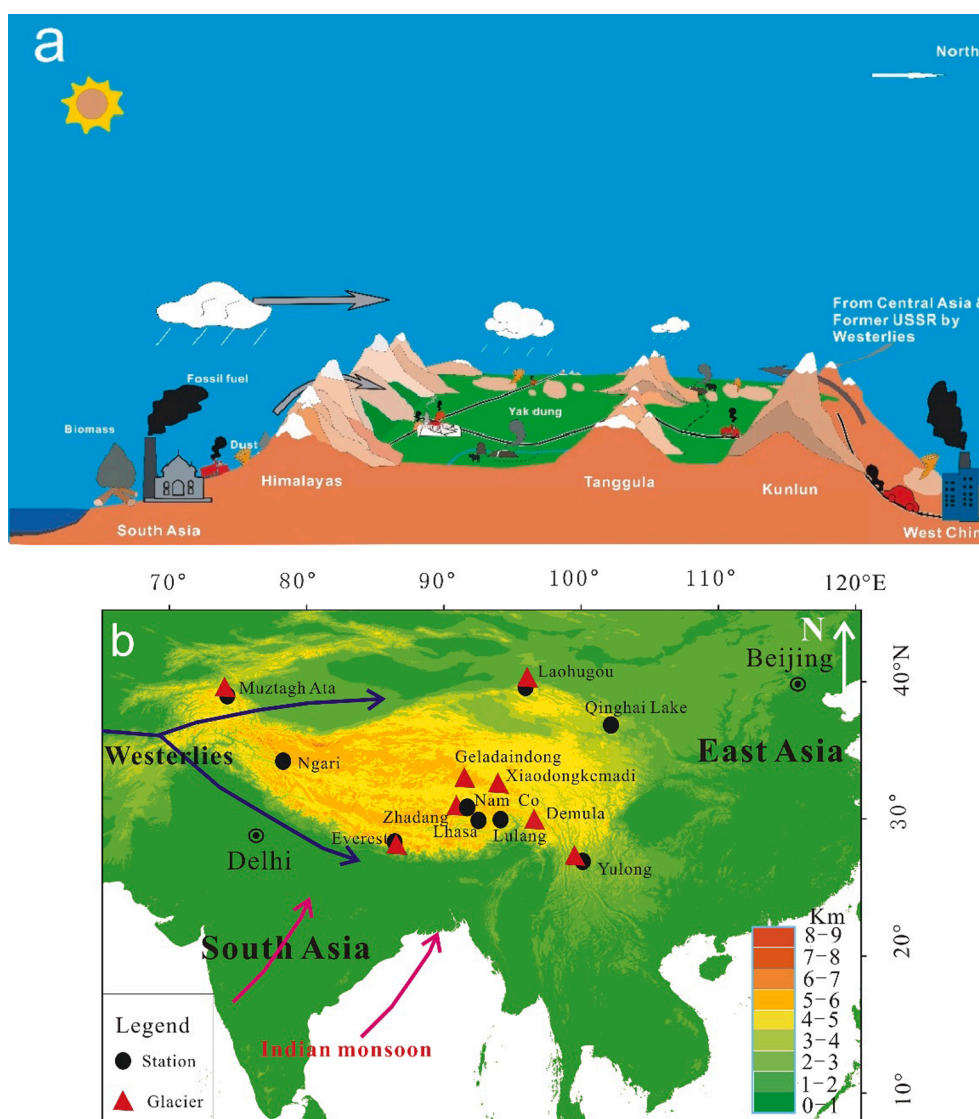 a
North
From Central Asia &
Former USSR by
Westerlies
Fossil fuel
Biomass
Dust
Yak dung
Himalayas
Tanggula
Kunlun
South Asia
West Chin
70°
80°
90°
100°
110°
120°E
b
N
Beijing
40°N
Muztagh Ata
Laohugou
Qinghai Lake
Westerlies
East Asia
Ngari
Geladaindong
Xiaodongkemadi
Zhadang
Nam Co
Demula
30°
Lhasa
Lulang
Everest
Delhi
Yulong
South Asia
20°
Indian monsoon
Km
8-9
7-8
6-7
5-6
4-5
3-4
2-3
1-2
0-1
10°
Legend
Station
Glacier